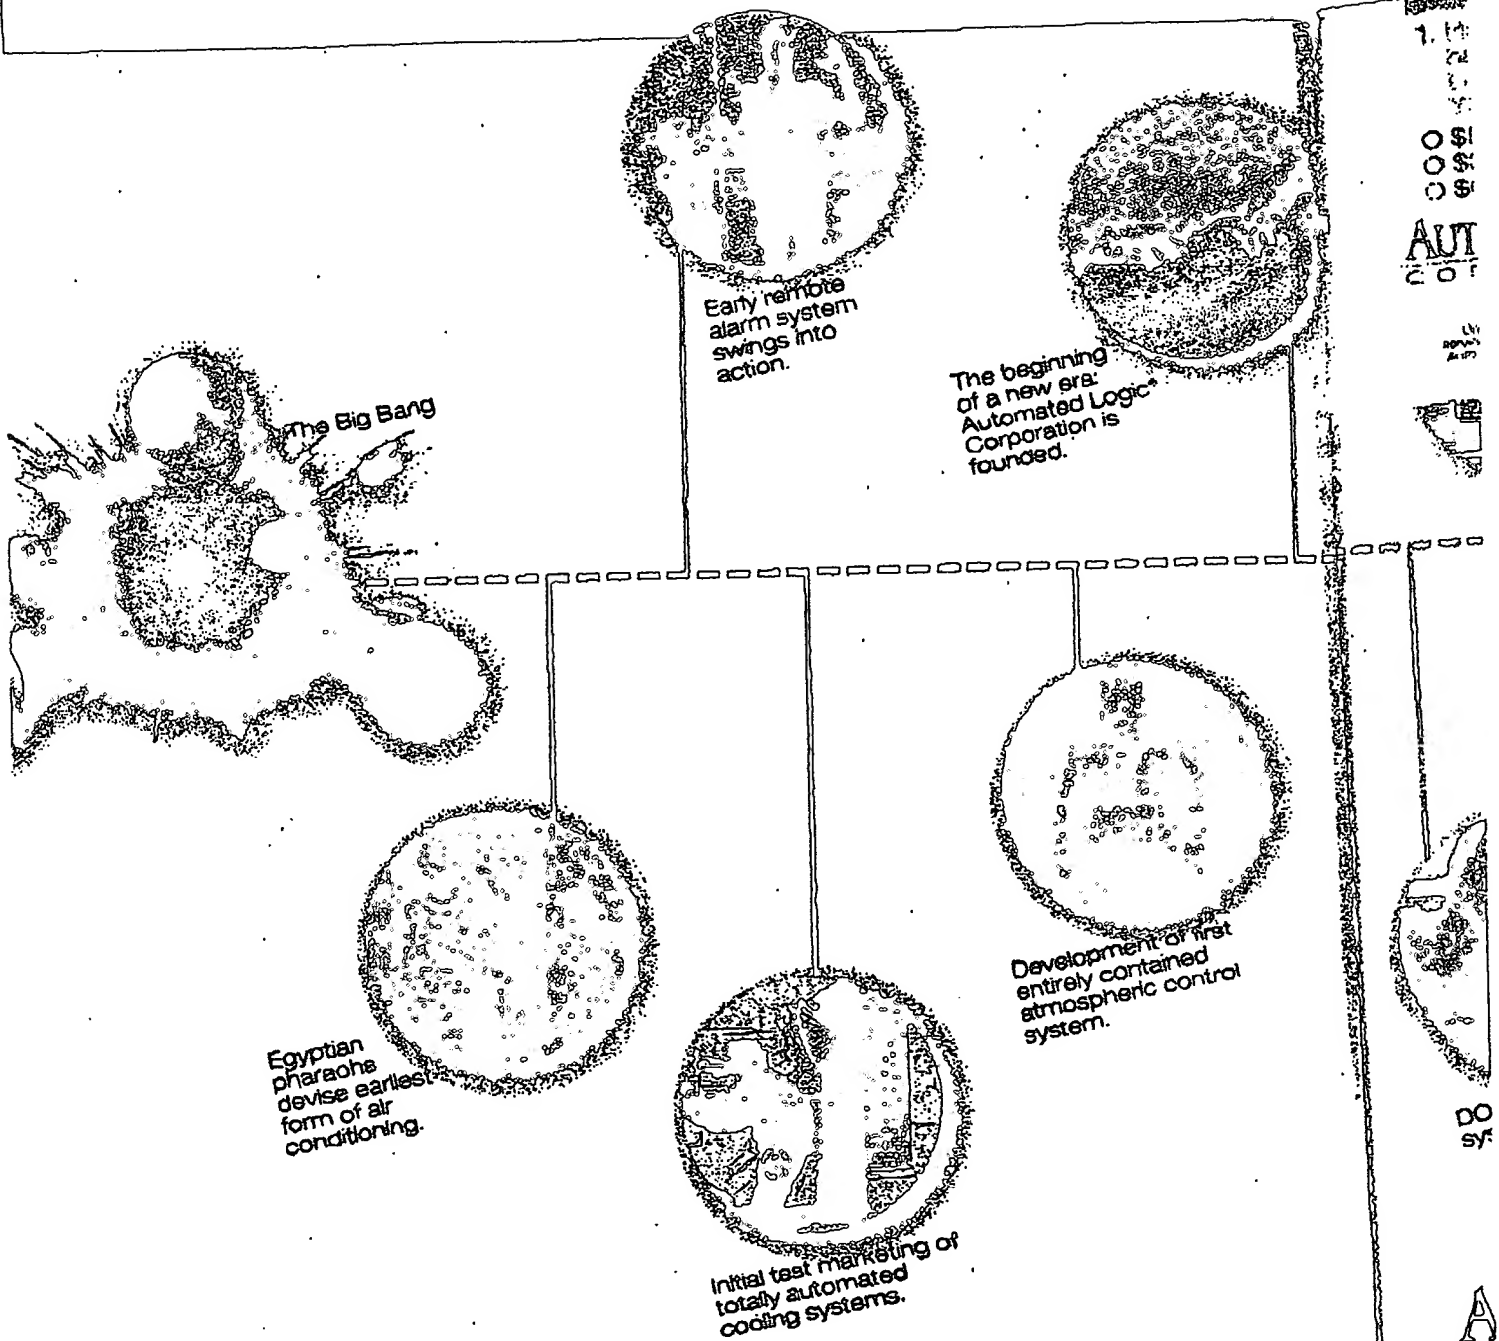 Early remote
alarm system
swings into
action.
The beginning
of a new era:
Automated Logic®
Corporation is
founded.
The Big Bang
Egyptian
pharaohs
devise earliest
form of air
conditioning.
Initial test marketing of
totally automated
cooling systems.
Development of first
entirely contained
atmospheric control
system.
1.
AUT
DO
A